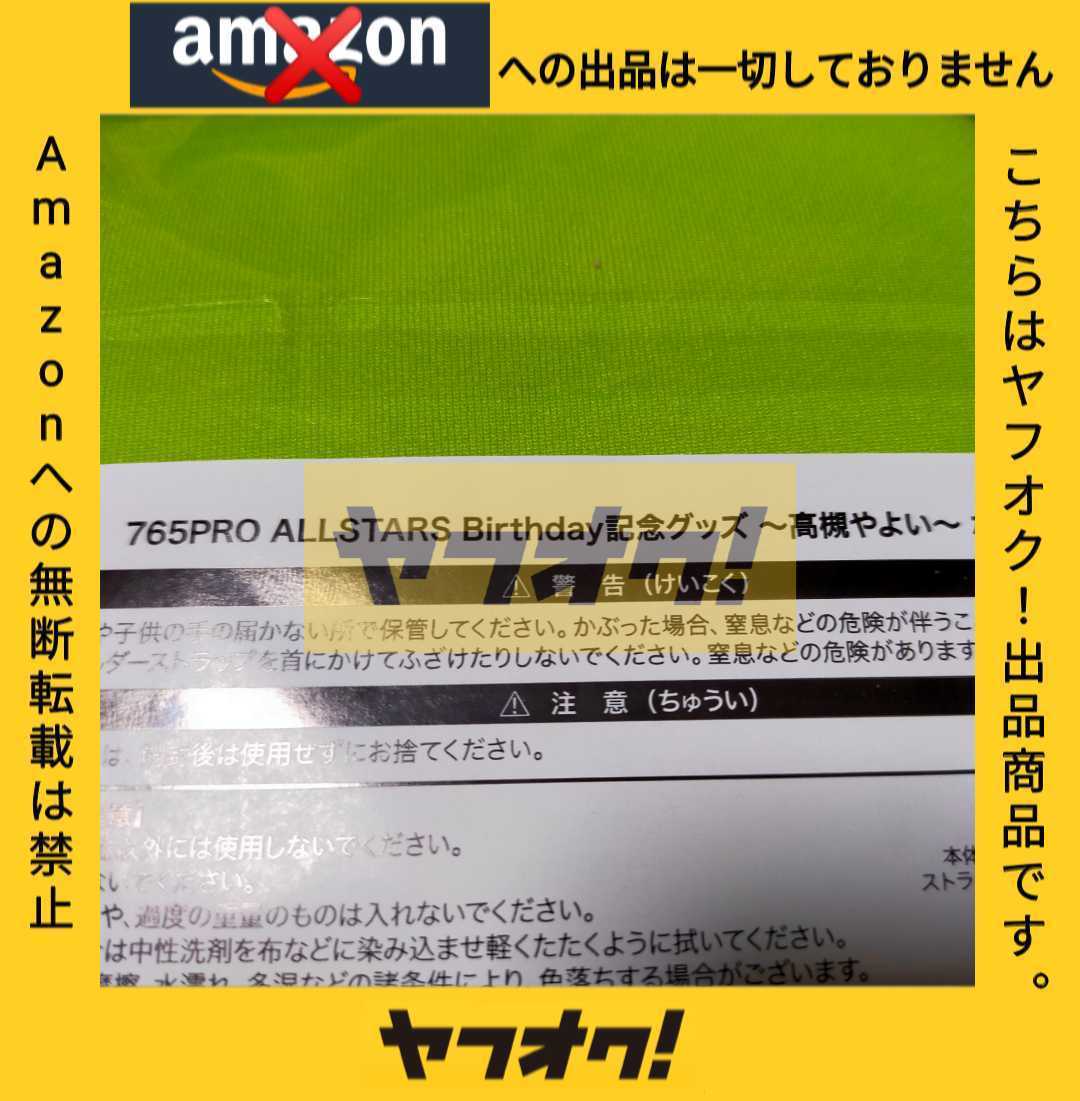 amazon
への出品は一切しておりません
Amazonへの無断転載は禁止
こちらはヤフオク!出品商品です。
765PRO ALLSTARS Birthday記念グッズ ～高槻やよい～
ヤフオク!
⚠ 警 告 (けいこく)
や子供の手の届かない所で保管してください。かぶった場合、窒息などの危険が伴うこ
ダーストラップを首にかけてふざけたりしないでください。窒息などの危険があります
⚠ 注 意 (ちゅうい)
は、開封後は使用せずにお捨てください。
以外には使用しないでください。
ないでください。
本体
ストラ
や、過度の重量のものは入れないでください。
は中性洗剤を布などに染み込ませ軽くたたくように拭いてください。
摩擦、水濡れ、多湿などの諸条件により、色落ちする場合がございます。
ヤフオク!